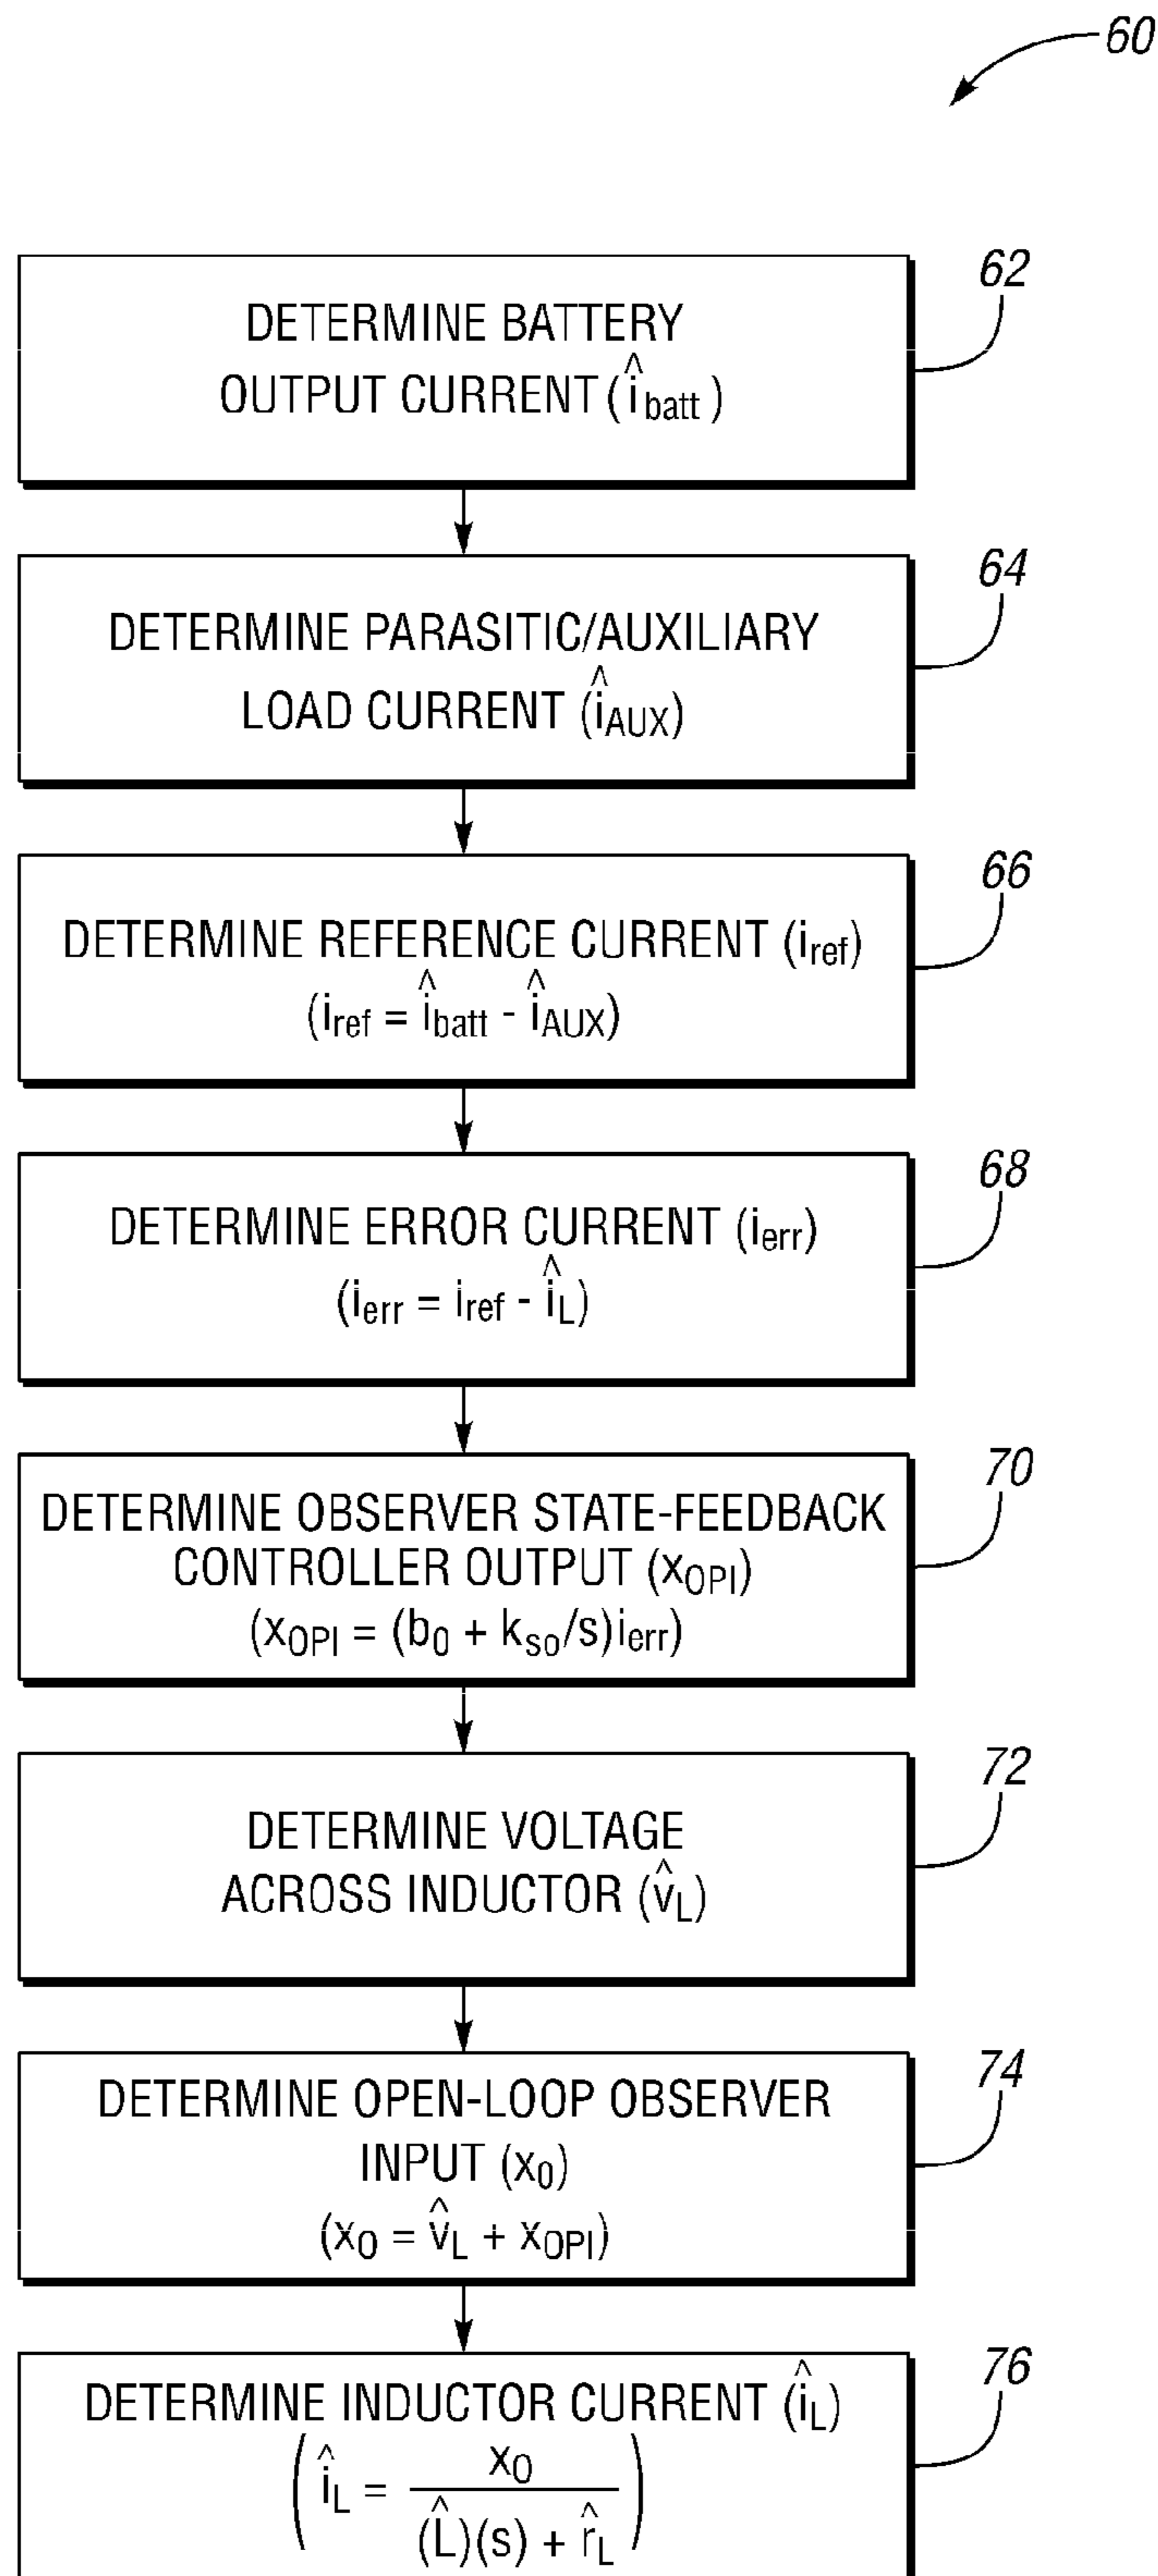 60
62
DETERMINE BATTERY
OUTPUT CURRENT (î_batt)
64
DETERMINE PARASITIC/AUXILIARY
LOAD CURRENT (î_AUX)
66
DETERMINE REFERENCE CURRENT (i_ref)
(i_ref = î_batt - î_AUX)
68
DETERMINE ERROR CURRENT (i_err)
(i_err = i_ref - î_L)
70
DETERMINE OBSERVER STATE-FEEDBACK
CONTROLLER OUTPUT (x_OPI)
(x_OPI = (b_0 + k_so/s)i_err)
72
DETERMINE VOLTAGE
ACROSS INDUCTOR (v̂_L)
74
DETERMINE OPEN-LOOP OBSERVER
INPUT (x_0)
(x_0 = v̂_L + x_OPI)
76
DETERMINE INDUCTOR CURRENT (î_L)
(î_L = x_0 / ((L̂)(s) + r̂_L))